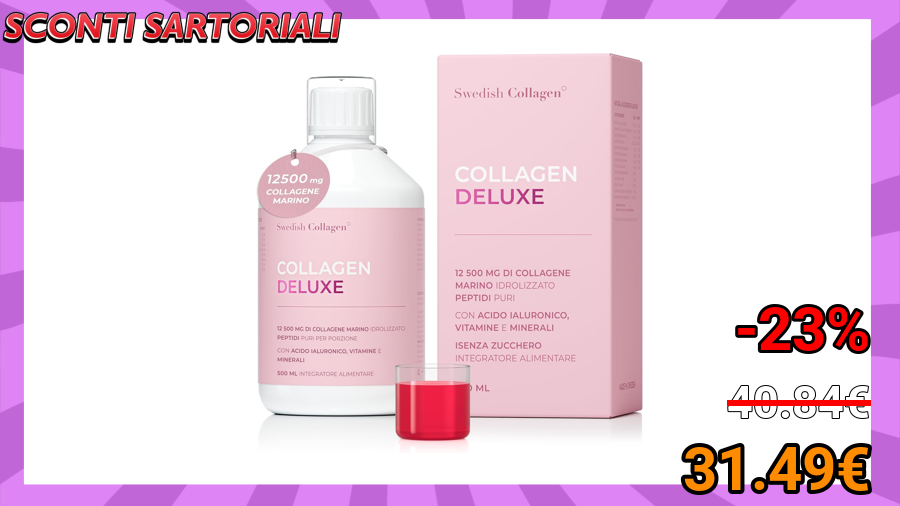 SCONTI SARTORIALI
12500 mg
COLLAGENE
MARINO
Swedish Collagen
COLLAGEN
DELUXE
12 500 MG DI COLLAGENE MARINO IDROLIZZATO
PEPTIDI PURI PER PORZIONE
CON ACIDO IALURONICO, VITAMINE E
MINERALI
500 ML INTEGRATORE ALIMENTARE
Swedish Collagen
COLLAGEN
DELUXE
12 500 MG DI COLLAGENE
MARINO IDROLIZZATO
PEPTIDI PURI
CON ACIDO IALURONICO,
VITAMINE E MINERALI
ISENZA ZUCCHERO
INTEGRATORE ALIMENTARE
ML
-23%
40.84€
31.49€